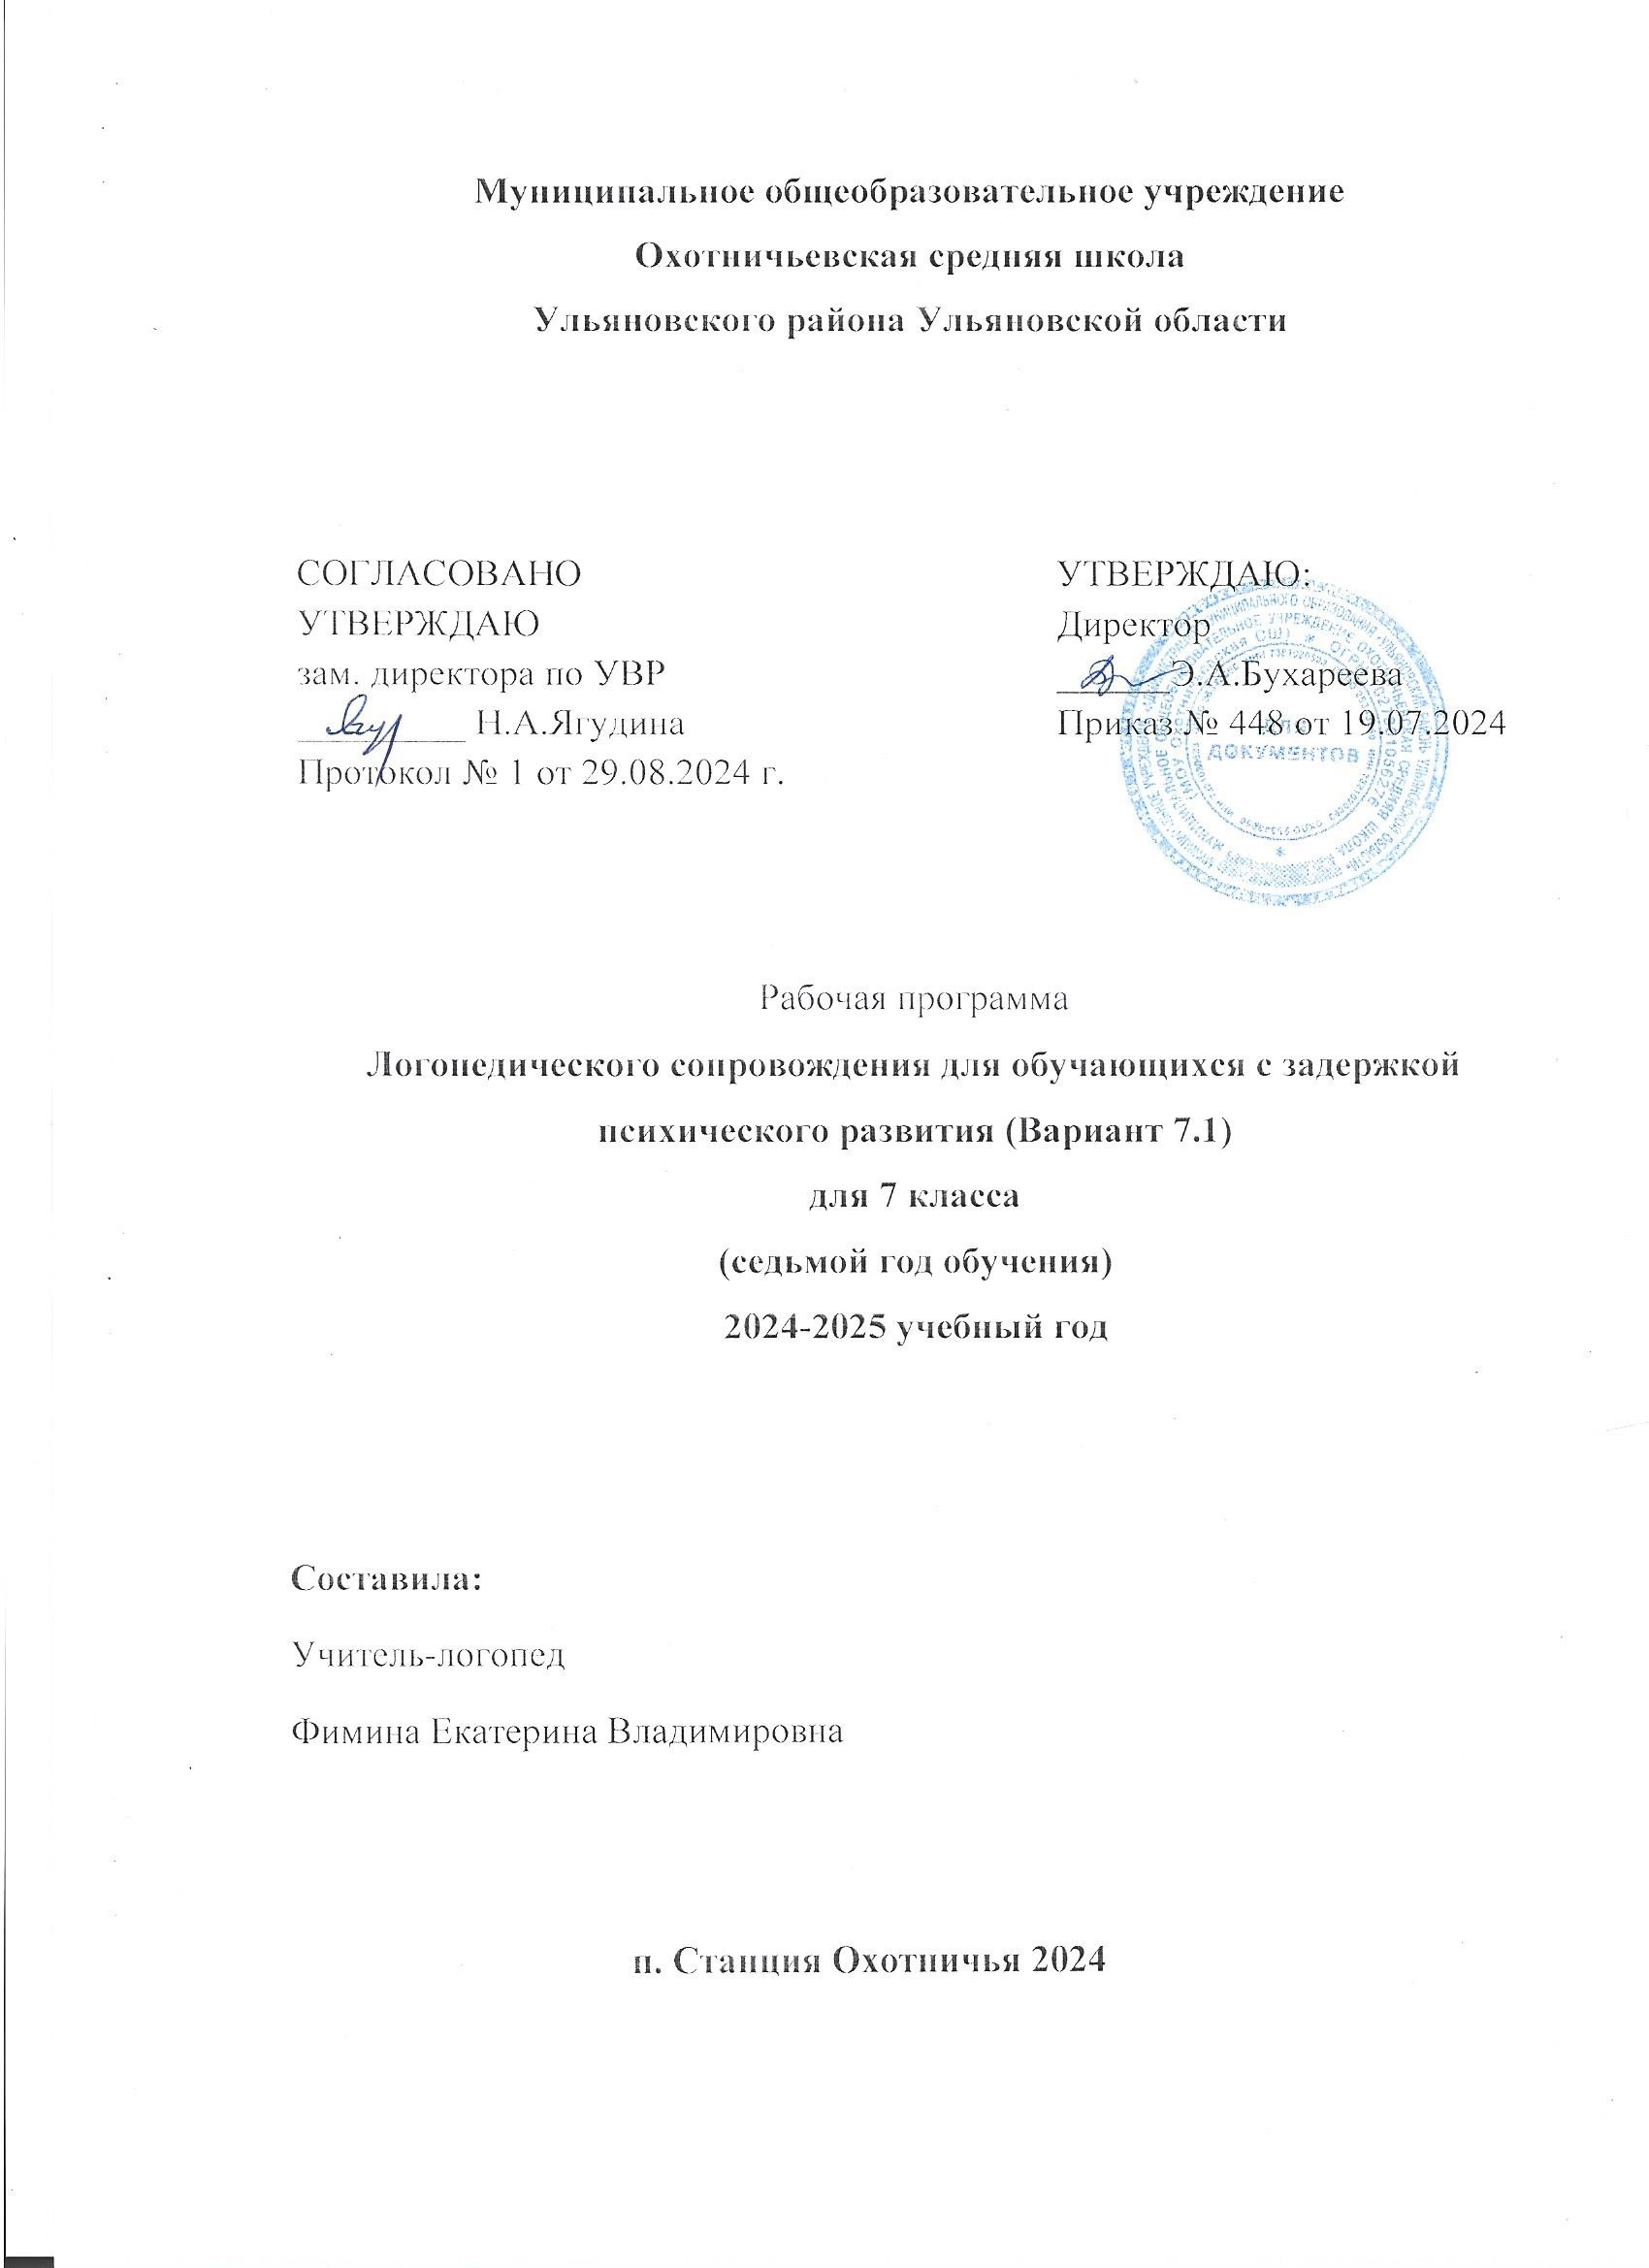 Муниципальное общеобразовательное учреждение
Охотничьевская средняя школа
Ульяновского района Ульяновской области
СОГЛАСОВАНО
УТВЕРЖДАЮ
зам. директора по УВР
__________ Н.А.Ягудина
Протокол № 1 от 29.08.2024 г.
УТВЕРЖДАЮ:
Директор
_______Э.А.Бухареева
Приказ № 448 от 19.07.2024
ДОКУМЕНТОВ
Рабочая программа
Логопедического сопровождения для обучающихся с задержкой
психического развития (Вариант 7.1)
для 7 класса
(седьмой год обучения)
2024-2025 учебный год
Составила:
Учитель-логопед
Фимина Екатерина Владимировна
п. Станция Охотничья 2024